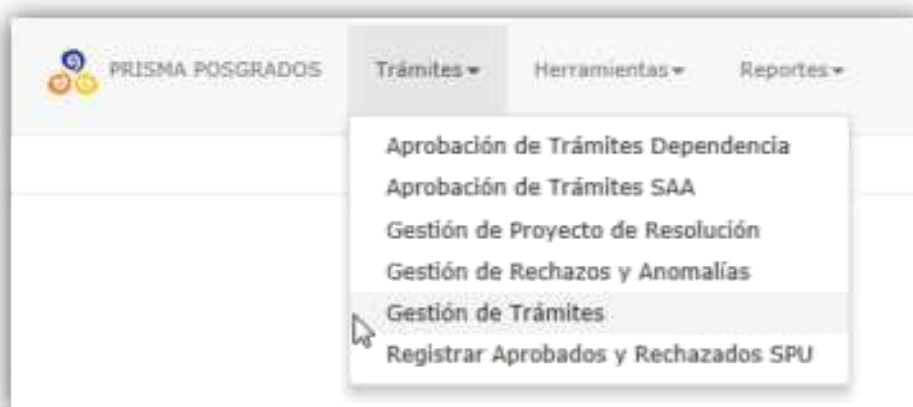 PRISMA POSGRADOS Trámites Herramientas Reportes
Aprobación de Trámites Dependencia
Aprobación de Trámites SAA
Gestión de Proyecto de Resolución
Gestión de Rechazos y Anomalías
Gestión de Trámites
Registrar Aprobados y Rechazados SPU